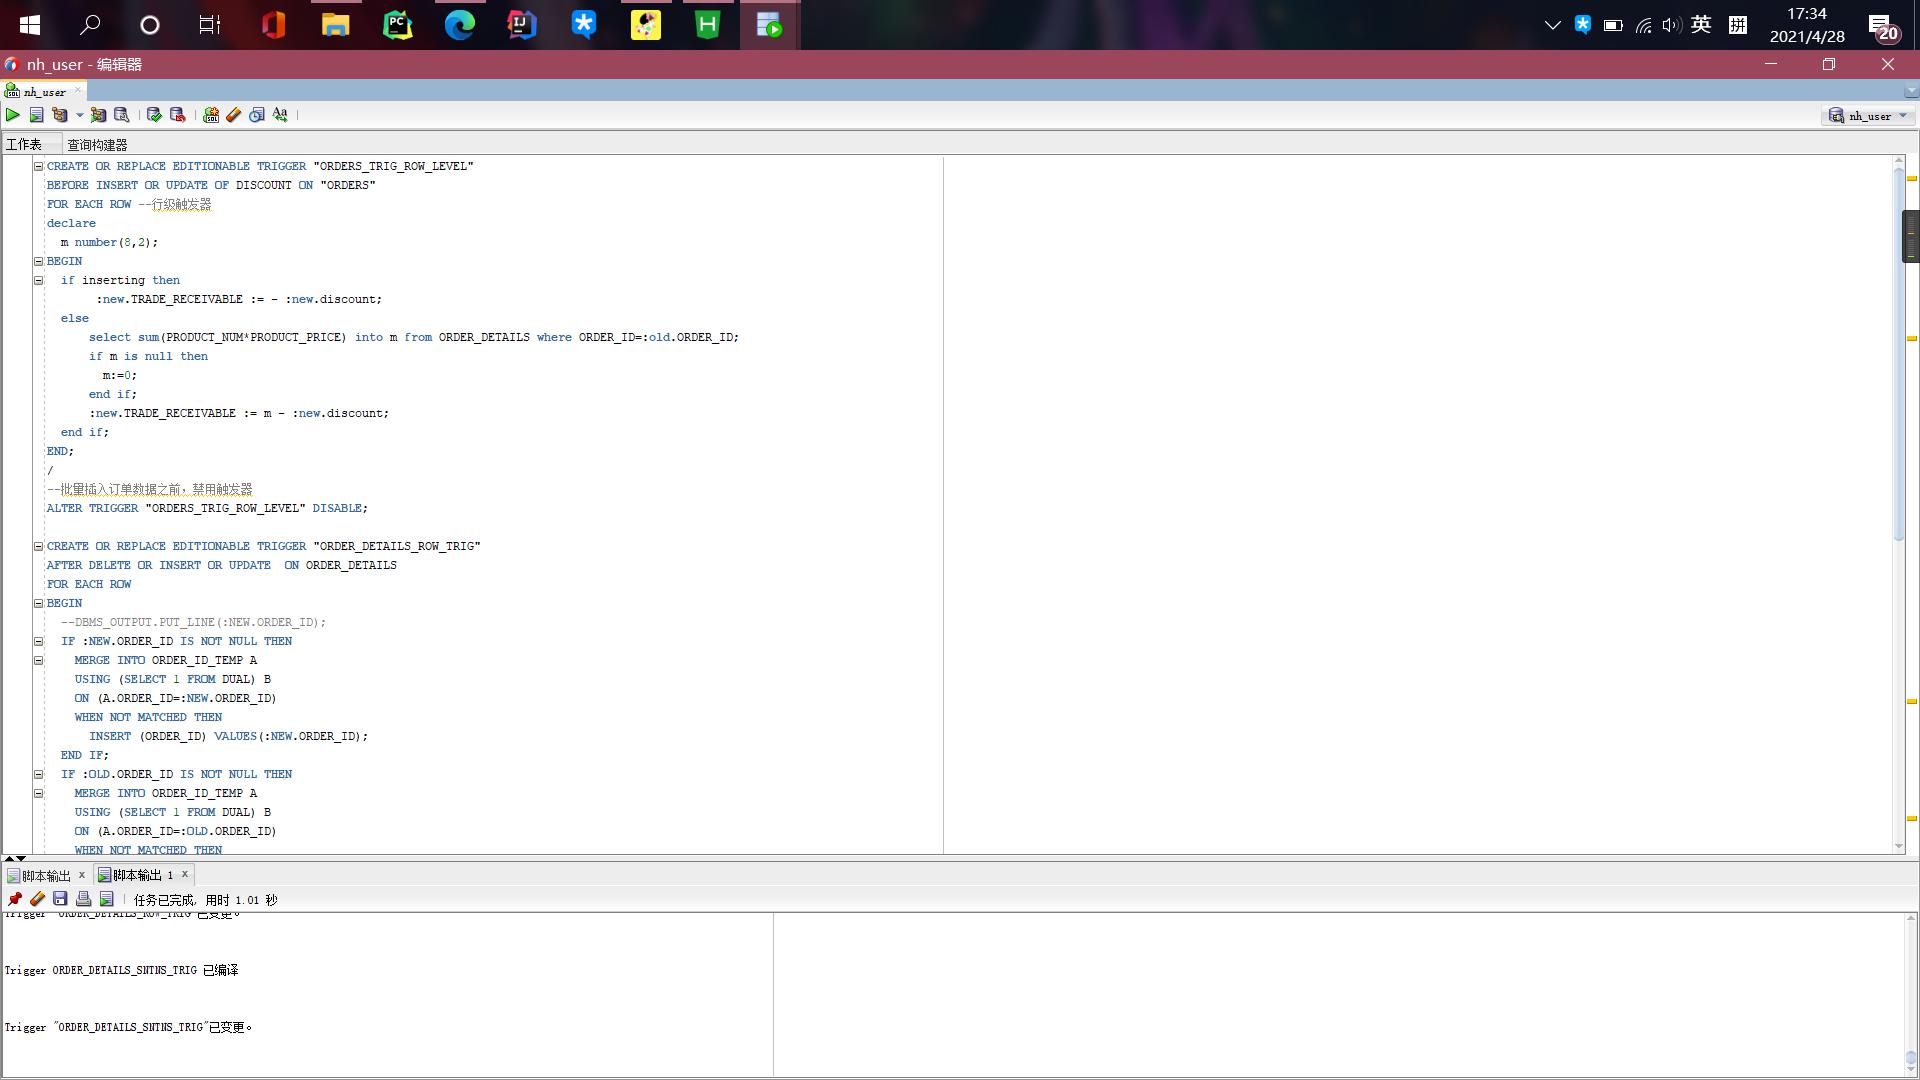 英
拼
17:34
2021/4/28
20
nh_user - 编辑器
nh_user
nh_user
工作表
查询构建器
CREATE OR REPLACE EDITIONABLE TRIGGER "ORDERS_TRIG_ROW_LEVEL"
BEFORE INSERT OR UPDATE OF DISCOUNT ON "ORDERS"
FOR EACH ROW --行级触发器
declare
m number(8,2);
BEGIN
if inserting then
:new.TRADE_RECEIVABLE := - :new.discount;
else
select sum(PRODUCT_NUM*PRODUCT_PRICE) into m from ORDER_DETAILS where ORDER_ID=:old.ORDER_ID;
if m is null then
m:=0;
end if;
:new.TRADE_RECEIVABLE := m - :new.discount;
end if;
END;
/
--批量插入订单数据之前，禁用触发器
ALTER TRIGGER "ORDERS_TRIG_ROW_LEVEL" DISABLE;
CREATE OR REPLACE EDITIONABLE TRIGGER "ORDER_DETAILS_ROW_TRIG"
AFTER DELETE OR INSERT OR UPDATE  ON ORDER_DETAILS
FOR EACH ROW
BEGIN
--DBMS_OUTPUT.PUT_LINE(:NEW.ORDER_ID);
IF :NEW.ORDER_ID IS NOT NULL THEN
MERGE INTO ORDER_ID_TEMP A
USING (SELECT 1 FROM DUAL) B
ON (A.ORDER_ID=:NEW.ORDER_ID)
WHEN NOT MATCHED THEN
INSERT (ORDER_ID) VALUES(:NEW.ORDER_ID);
END IF;
IF :OLD.ORDER_ID IS NOT NULL THEN
MERGE INTO ORDER_ID_TEMP A
USING (SELECT 1 FROM DUAL) B
ON (A.ORDER_ID=:OLD.ORDER_ID)
WHEN NOT MATCHED THEN
脚本输出 脚本输出 1
任务已完成, 用时 1.01 秒
Trigger "ORDER_DETAILS_ROW_TRIG"已变更。
Trigger ORDER_DETAILS_SNTNS_TRIG 已编译
Trigger "ORDER_DETAILS_SNTNS_TRIG"已变更。